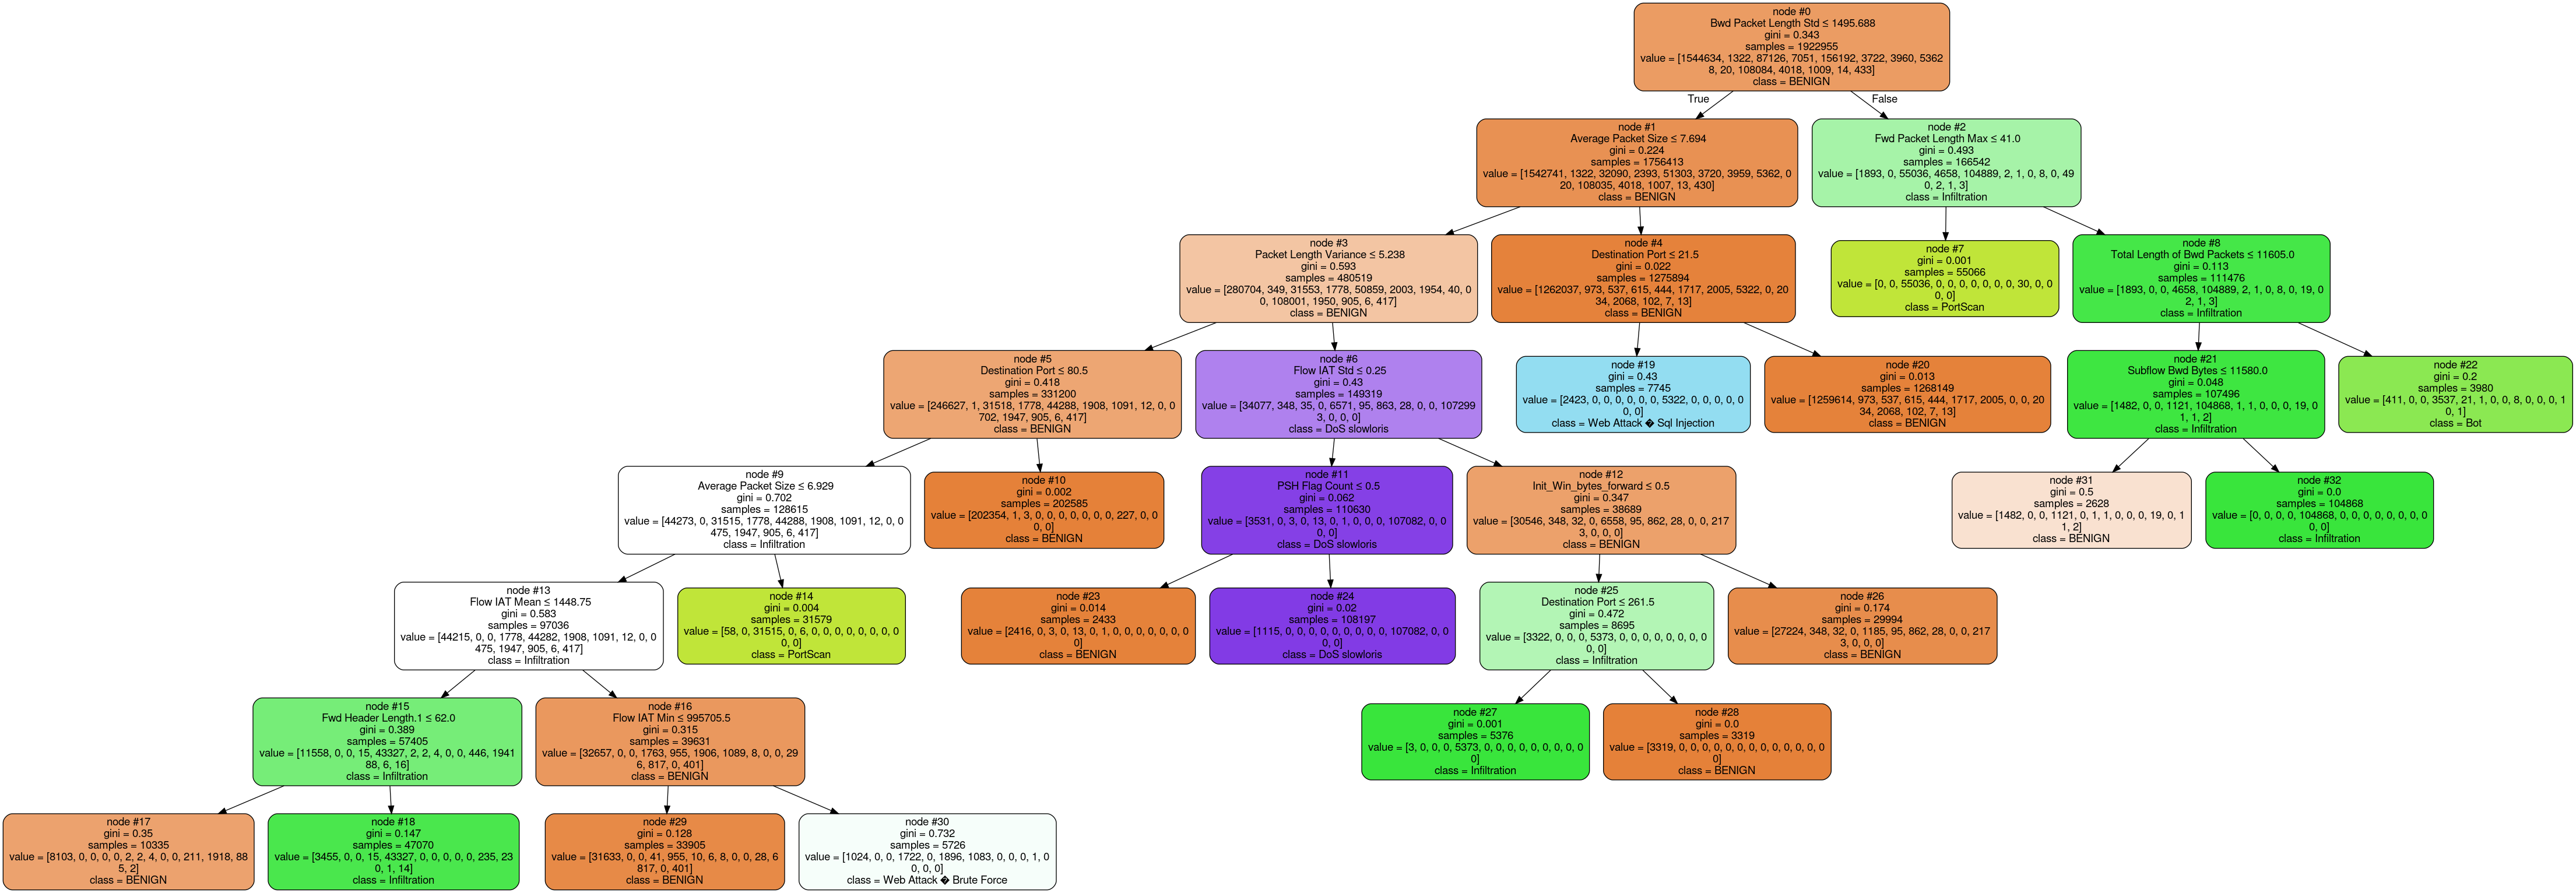 node #0
Bwd Packet Length Std ≤ 1495.688
gini = 0.343
samples = 1922955
value = [1544634, 1322, 87126, 7051, 156192, 3722, 3960, 5362
8, 20, 108084, 4018, 1009, 14, 433]
class = BENIGN
True
False
node #1
Average Packet Size ≤ 7.694
gini = 0.224
samples = 1756413
value = [1542741, 1322, 32090, 2393, 51303, 3720, 3959, 5362, 0
20, 108035, 4018, 1007, 13, 430]
class = BENIGN
node #2
Fwd Packet Length Max ≤ 41.0
gini = 0.493
samples = 166542
value = [1893, 0, 55036, 4658, 104889, 2, 1, 0, 8, 0, 49
0, 2, 1, 3]
class = Infiltration
node #3
Packet Length Variance ≤ 5.238
gini = 0.593
samples = 480519
value = [280704, 349, 31553, 1778, 50859, 2003, 1954, 40, 0
0, 108001, 1950, 905, 6, 417]
class = BENIGN
node #4
Destination Port ≤ 21.5
gini = 0.022
samples = 1275894
value = [1262037, 973, 537, 615, 444, 1717, 2005, 5322, 0, 20
34, 2068, 102, 7, 13]
class = BENIGN
node #7
gini = 0.001
samples = 55066
value = [0, 0, 55036, 0, 0, 0, 0, 0, 0, 0, 30, 0, 0
0, 0]
class = PortScan
node #8
Total Length of Bwd Packets ≤ 11605.0
gini = 0.113
samples = 111476
value = [1893, 0, 0, 4658, 104889, 2, 1, 0, 8, 0, 19, 0
2, 1, 3]
class = Infiltration
node #5
Destination Port ≤ 80.5
gini = 0.418
samples = 331200
value = [246627, 1, 31518, 1778, 44288, 1908, 1091, 12, 0, 0
702, 1947, 905, 6, 417]
class = BENIGN
node #6
Flow IAT Std ≤ 0.25
gini = 0.43
samples = 149319
value = [34077, 348, 35, 0, 6571, 95, 863, 28, 0, 0, 107299
3, 0, 0, 0]
class = DoS slowloris
node #19
gini = 0.43
samples = 7745
value = [2423, 0, 0, 0, 0, 0, 0, 5322, 0, 0, 0, 0, 0
0, 0]
class = Web Attack � Sql Injection
node #20
gini = 0.013
samples = 1268149
value = [1259614, 973, 537, 615, 444, 1717, 2005, 0, 0, 20
34, 2068, 102, 7, 13]
class = BENIGN
node #21
Subflow Bwd Bytes ≤ 11580.0
gini = 0.048
samples = 107496
value = [1482, 0, 0, 1121, 104868, 1, 1, 0, 0, 0, 19, 0
1, 1, 2]
class = Infiltration
node #22
gini = 0.2
samples = 3980
value = [411, 0, 0, 3537, 21, 1, 0, 0, 8, 0, 0, 0, 1
0, 1]
class = Bot
node #9
Average Packet Size ≤ 6.929
gini = 0.702
samples = 128615
value = [44273, 0, 31515, 1778, 44288, 1908, 1091, 12, 0, 0
475, 1947, 905, 6, 417]
class = Infiltration
node #10
gini = 0.002
samples = 202585
value = [202354, 1, 3, 0, 0, 0, 0, 0, 0, 0, 227, 0, 0
0, 0]
class = BENIGN
node #11
PSH Flag Count ≤ 0.5
gini = 0.062
samples = 110630
value = [3531, 0, 3, 0, 13, 0, 1, 0, 0, 0, 107082, 0, 0
0, 0]
class = DoS slowloris
node #12
Init_Win_bytes_forward ≤ 0.5
gini = 0.347
samples = 38689
value = [30546, 348, 32, 0, 6558, 95, 862, 28, 0, 0, 217
3, 0, 0, 0]
class = BENIGN
node #31
gini = 0.5
samples = 2628
value = [1482, 0, 0, 1121, 0, 1, 1, 0, 0, 0, 19, 0, 1
1, 2]
class = BENIGN
node #32
gini = 0.0
samples = 104868
value = [0, 0, 0, 0, 104868, 0, 0, 0, 0, 0, 0, 0, 0
0, 0]
class = Infiltration
node #13
Flow IAT Mean ≤ 1448.75
gini = 0.583
samples = 97036
value = [44215, 0, 0, 1778, 44282, 1908, 1091, 12, 0, 0
475, 1947, 905, 6, 417]
class = Infiltration
node #14
gini = 0.004
samples = 31579
value = [58, 0, 31515, 0, 6, 0, 0, 0, 0, 0, 0, 0, 0
0, 0]
class = PortScan
node #23
gini = 0.014
samples = 2433
value = [2416, 0, 3, 0, 13, 0, 1, 0, 0, 0, 0, 0, 0, 0
0]
class = BENIGN
node #24
gini = 0.02
samples = 108197
value = [1115, 0, 0, 0, 0, 0, 0, 0, 0, 0, 107082, 0, 0
0, 0]
class = DoS slowloris
node #25
Destination Port ≤ 261.5
gini = 0.472
samples = 8695
value = [3322, 0, 0, 0, 5373, 0, 0, 0, 0, 0, 0, 0, 0
0, 0]
class = Infiltration
node #26
gini = 0.174
samples = 29994
value = [27224, 348, 32, 0, 1185, 95, 862, 28, 0, 0, 217
3, 0, 0, 0]
class = BENIGN
node #15
Fwd Header Length.1 ≤ 62.0
gini = 0.389
samples = 57405
value = [11558, 0, 0, 15, 43327, 2, 2, 4, 0, 0, 446, 1941
88, 6, 16]
class = Infiltration
node #16
Flow IAT Min ≤ 995705.5
gini = 0.315
samples = 39631
value = [32657, 0, 0, 1763, 955, 1906, 1089, 8, 0, 0, 29
6, 817, 0, 401]
class = BENIGN
node #27
gini = 0.001
samples = 5376
value = [3, 0, 0, 0, 5373, 0, 0, 0, 0, 0, 0, 0, 0, 0
0]
class = Infiltration
node #28
gini = 0.0
samples = 3319
value = [3319, 0, 0, 0, 0, 0, 0, 0, 0, 0, 0, 0, 0, 0
0]
class = BENIGN
node #17
gini = 0.35
samples = 10335
value = [8103, 0, 0, 0, 0, 2, 2, 4, 0, 0, 211, 1918, 88
5, 2]
class = BENIGN
node #18
gini = 0.147
samples = 47070
value = [3455, 0, 0, 15, 43327, 0, 0, 0, 0, 0, 235, 23
0, 1, 14]
class = Infiltration
node #29
gini = 0.128
samples = 33905
value = [31633, 0, 0, 41, 955, 10, 6, 8, 0, 0, 28, 6
817, 0, 401]
class = BENIGN
node #30
gini = 0.732
samples = 5726
value = [1024, 0, 0, 1722, 0, 1896, 1083, 0, 0, 0, 1, 0
0, 0, 0]
class = Web Attack � Brute Force